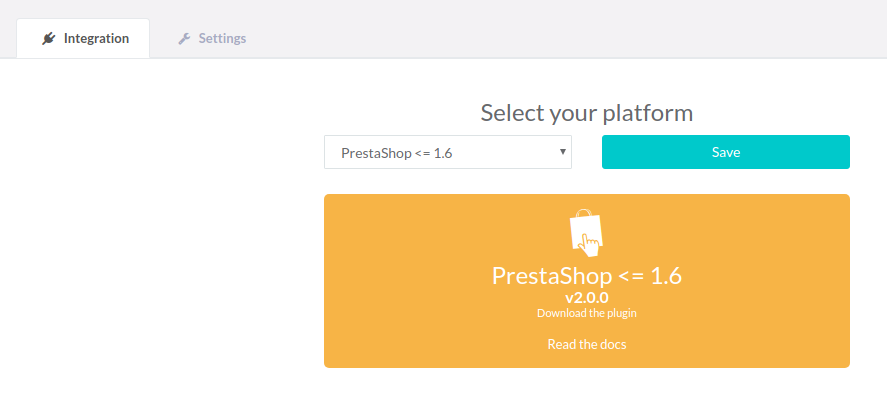 Integration
Settings
Select your platform
PrestaShop <= 1.6
Save
PrestaShop <= 1.6
v2.0.0
Download the plugin
Read the docs